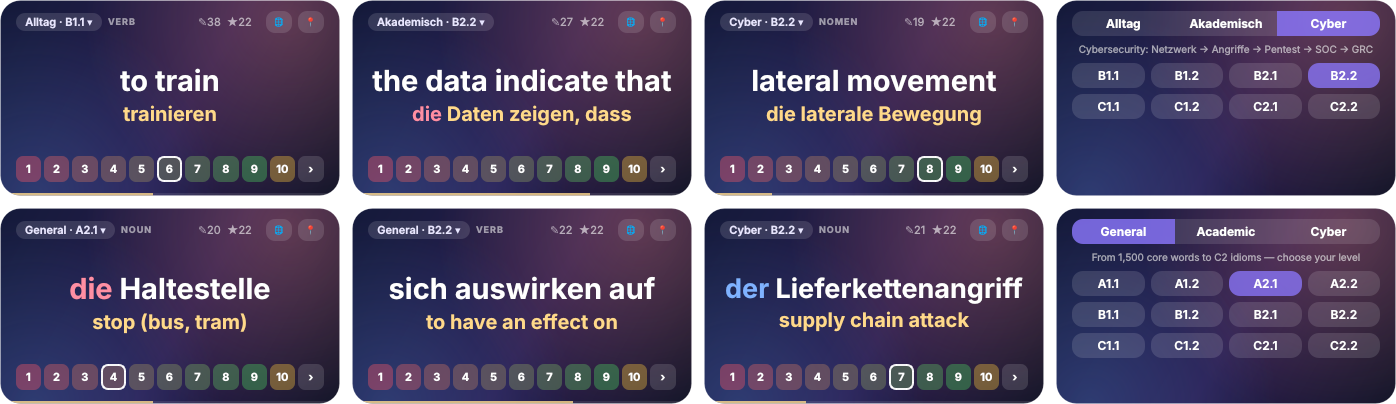 Alltag · B1.1 ▾ VERB ✎38 ★22
to train
trainieren
1 2 3 4 5 6 7 8 9 10 ›
Akademisch · B2.2 ▾ ✎27 ★22
the data indicate that
die Daten zeigen, dass
1 2 3 4 5 6 7 8 9 10 ›
Cyber · B2.2 ▾ NOMEN ✎19 ★22
lateral movement
die laterale Bewegung
1 2 3 4 5 6 7 8 9 10 ›
Alltag Akademisch Cyber
Cybersecurity: Netzwerk → Angriffe → Pentest → SOC → GRC
B1.1 B1.2 B2.1 B2.2
C1.1 C1.2 C2.1 C2.2
General · A2.1 ▾ NOUN ✎20 ★22
die Haltestelle
stop (bus, tram)
1 2 3 4 5 6 7 8 9 10 ›
General · B2.2 ▾ VERB ✎22 ★22
sich auswirken auf
to have an effect on
1 2 3 4 5 6 7 8 9 10 ›
Cyber · B2.2 ▾ NOUN ✎21 ★22
der Lieferkettenangriff
supply chain attack
1 2 3 4 5 6 7 8 9 10 ›
General Academic Cyber
From 1,500 core words to C2 idioms — choose your level
A1.1 A1.2 A2.1 A2.2
B1.1 B1.2 B2.1 B2.2
C1.1 C1.2 C2.1 C2.2